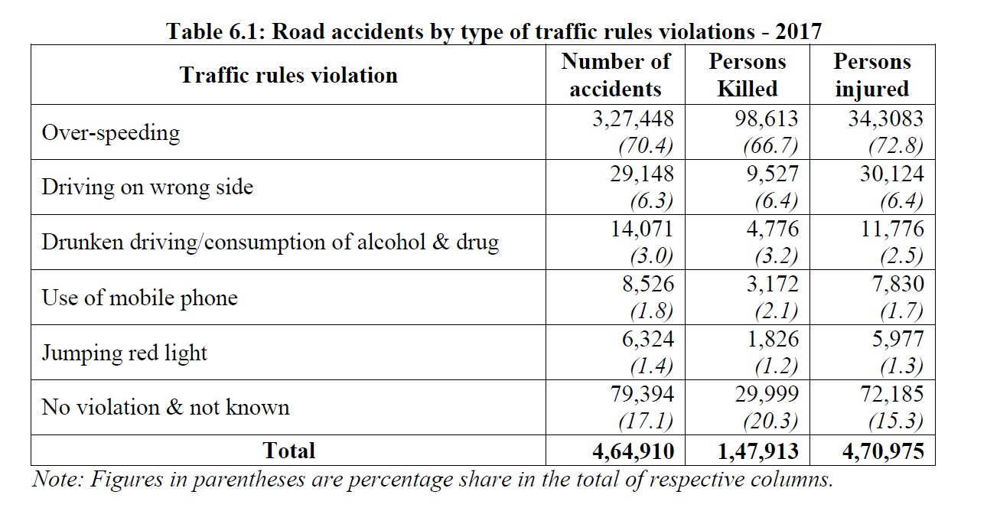 Table 6.1: Road accidents by type of traffic rules violations - 2017
Traffic rules violation
Number of
accidents
Persons
Killed
Persons
injured
Over-speeding
3,27,448
(70.4)
98,613
(66.7)
34,3083
(72.8)
Driving on wrong side
29,148
(6.3)
9,527
(6.4)
30,124
(6.4)
Drunken driving/consumption of alcohol & drug
14,071
(3.0)
4,776
(3.2)
11,776
(2.5)
Use of mobile phone
8,526
(1.8)
3,172
(2.1)
7,830
(1.7)
Jumping red light
6,324
(1.4)
1,826
(1.2)
5,977
(1.3)
No violation & not known
79,394
(17.1)
29,999
(20.3)
72,185
(15.3)
Total
4,64,910
1,47,913
4,70,975
Note: Figures in parentheses are percentage share in the total of respective columns.